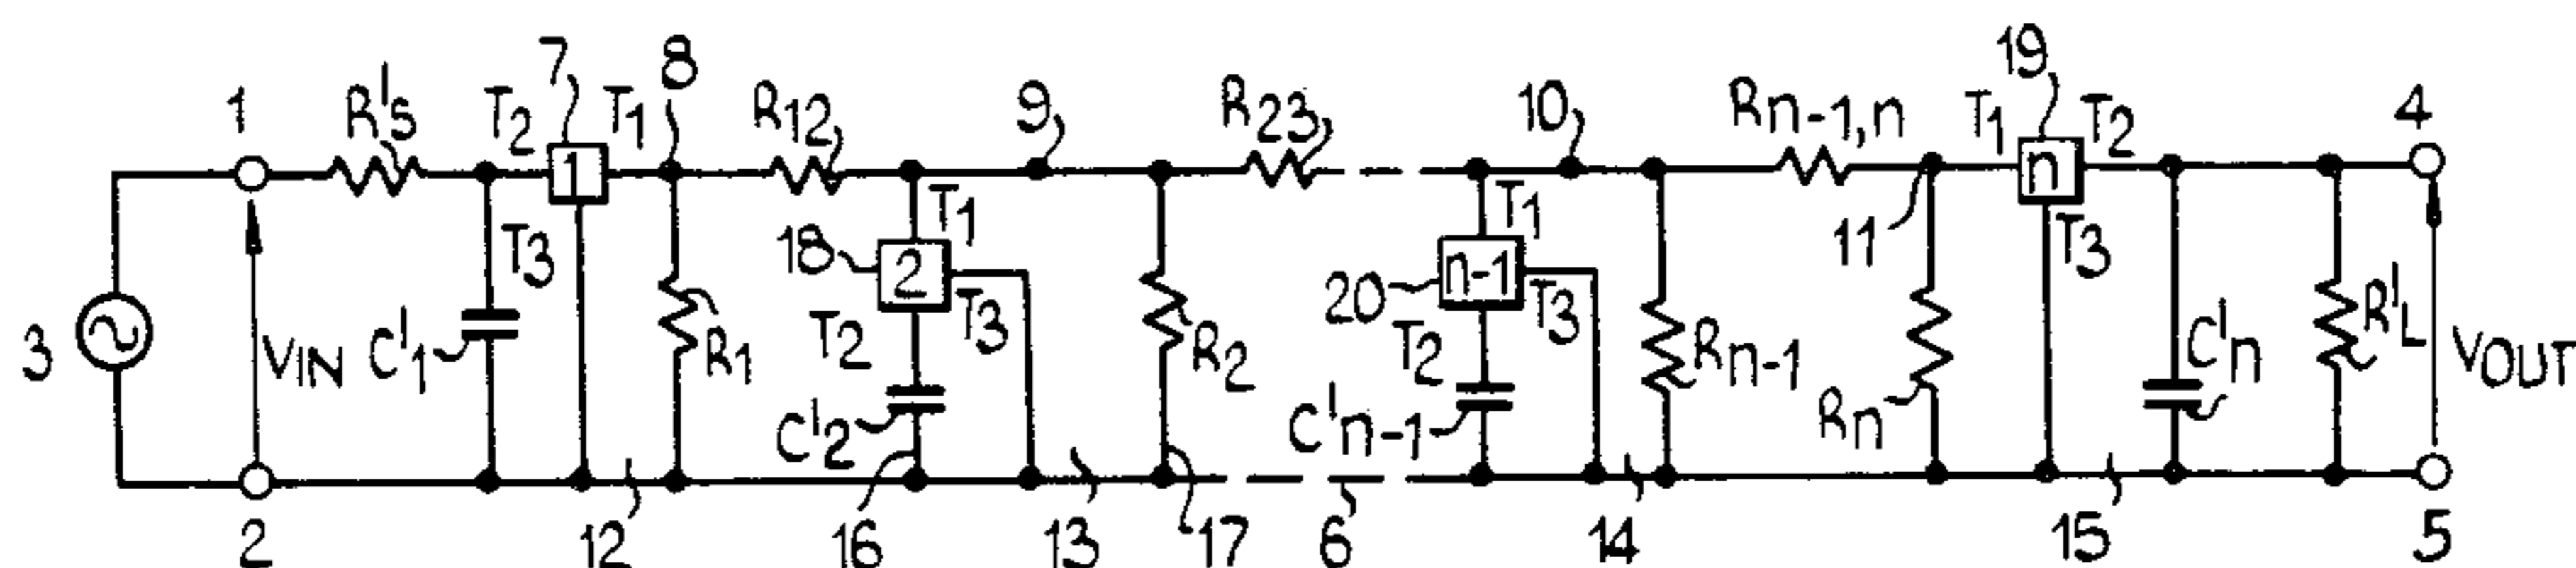 1 R'S T2 7 T1 8 R12 9 R23 10 Rn-1,n 11 T1 19 T2 4
1 n
3 VIN C'1 T3 R1 18 2 T1 T3 T2 C'2 R2 20 n-1 T1 T3 T2 C'n-1 Rn-1 Rn T3 C'n R'L VOUT
2 12 16 13 17 6 14 15 5